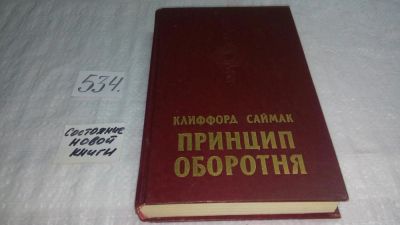 534.
СОСТОЯНИЕ
НОВОЙ
КНИГИ
КЛИФФОРД САЙМАК
ПРИНЦИП
ОБОРОТНЯ